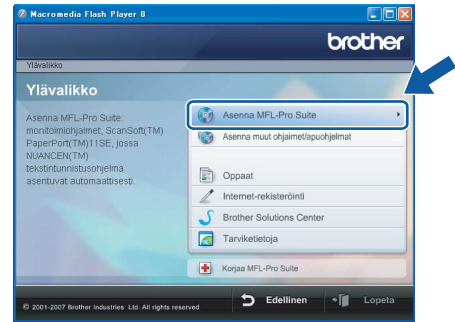 Macromedia Flash Player 8
brother
Ylävalikko
Ylävalikko
Asenna MFL-Pro Suite:
monitoimiohjaimet, ScanSoft(TM)
PaperPort(TM)11SE, jossa
NUANCEN(TM)
tekstintunnistusohjelma
asentuvat automaattisesti.
Asenna MFL-Pro Suite
Asenna muut ohjaimet/apuohjelmat
Oppaat
Internet-rekisteröinti
Brother Solutions Center
Tarviketietoja
Korjaa MFL-Pro Suite
© 2001-2007 Brother Industries Ltd. All rights reserved
Edellinen
Lopeta